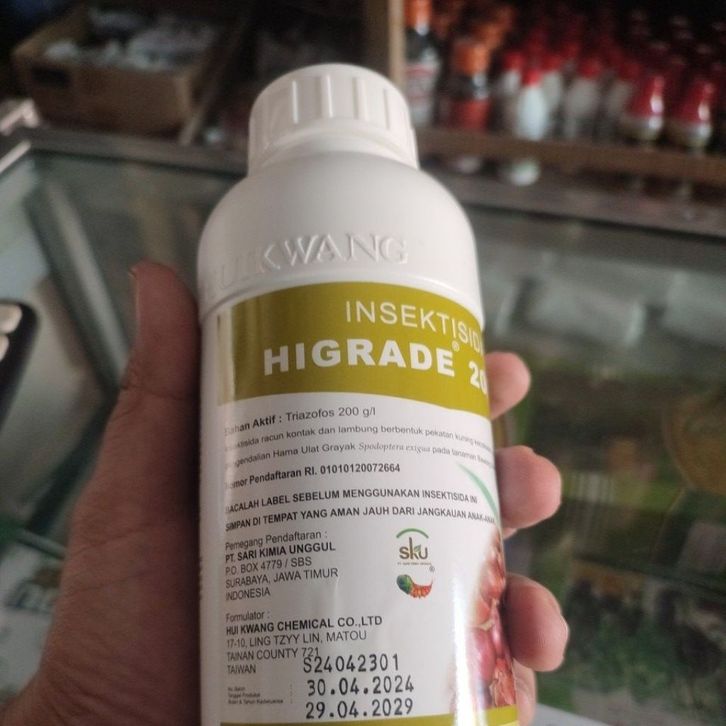 HUIKWANG
INSEKTISIDA
HIGRADE® 20
Bahan Aktif : Triazofos 200 g/l
Insektisida racun kontak dan lambung berbentuk pekatan
Pengendalian Hama Ulat Grayak Spodoptera exigua pada tanaman
Nomor Pendaftaran RI. 01010120072664
BACALAH LABEL SEBELUM MENGGUNAKAN INSEKTISIDA INI
SIMPAN DI TEMPAT YANG AMAN JAUH DARI JANGKAUAN ANAK-ANAK
Pemegang Pendaftaran :
PT. SARI KIMIA UNGGUL
P.O. BOX 4779 / SBS
SURABAYA, JAWA TIMUR
INDONESIA
sku
Formulator :
HUI KWANG CHEMICAL CO.,LTD
17-10, LING TZYY LIN, MATOU
TAINAN COUNTY 721
TAIWAN
S24042301
30.04.2024
29.04.2029